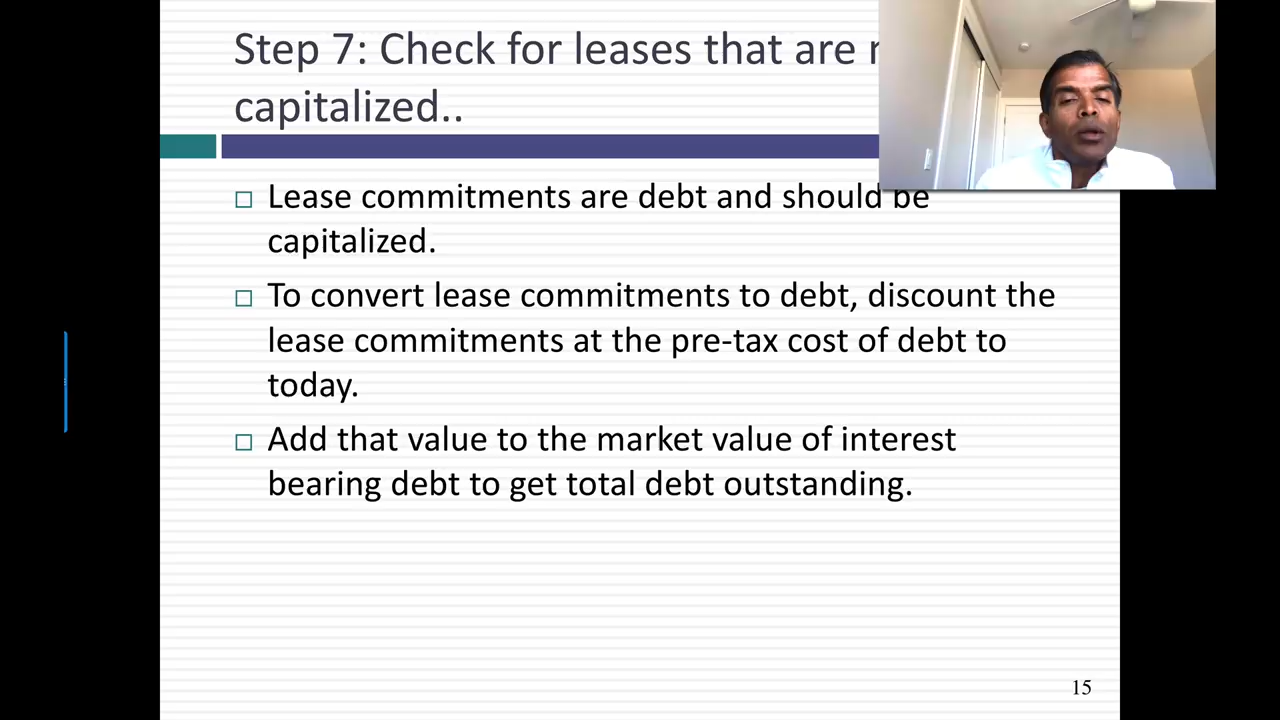 Step 7: Check for leases that are
capitalized..
□ Lease commitments are debt and should be
capitalized.
□ To convert lease commitments to debt, discount the
lease commitments at the pre-tax cost of debt to
today.
□ Add that value to the market value of interest
bearing debt to get total debt outstanding.
15